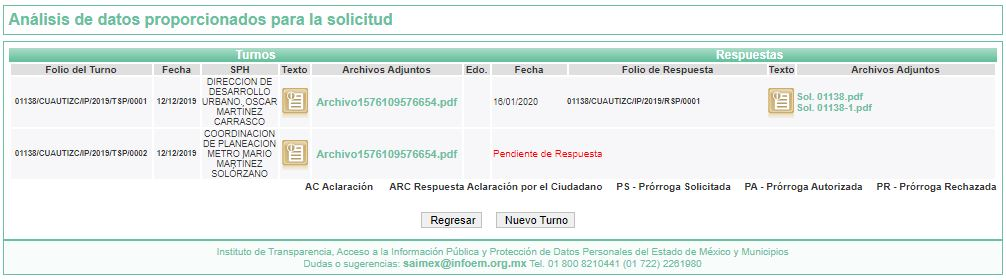 Análisis de datos proporcionados para la solicitud
Turnos Respuestas
Folio del Turno Fecha SPH Texto Archivos Adjuntos Edo. Fecha Folio de Respuesta Texto Archivos Adjuntos
01138/CUAUTIZC/IP/2019/TSP/0001 12/12/2019 DIRECCION DE DESARROLLO URBANO, OSCAR MARTINEZ CARRASCO Archivo1576109576654.pdf 16/01/2020 01138/CUAUTIZC/IP/2019/RSP/0001 Sol. 01138.pdf
Sol. 01138-1.pdf
01138/CUAUTIZC/IP/2019/TSP/0002 12/12/2019 COORDINACION DE PLANEACION METRO MARIO MARTINEZ SOLÓRZANO Archivo1576109576654.pdf Pendiente de Respuesta
AC Aclaración ARC Respuesta Aclaración por el Ciudadano PS - Prórroga Solicitada PA - Prórroga Autorizada PR - Prórroga Rechazada
Regresar Nuevo Turno
Instituto de Transparencia, Acceso a la Información Pública y Protección de Datos Personales del Estado de México y Municipios
Dudas o sugerencias: saimex@infoem.org.mx Tel. 01 800 8210441 (01 722) 2261980